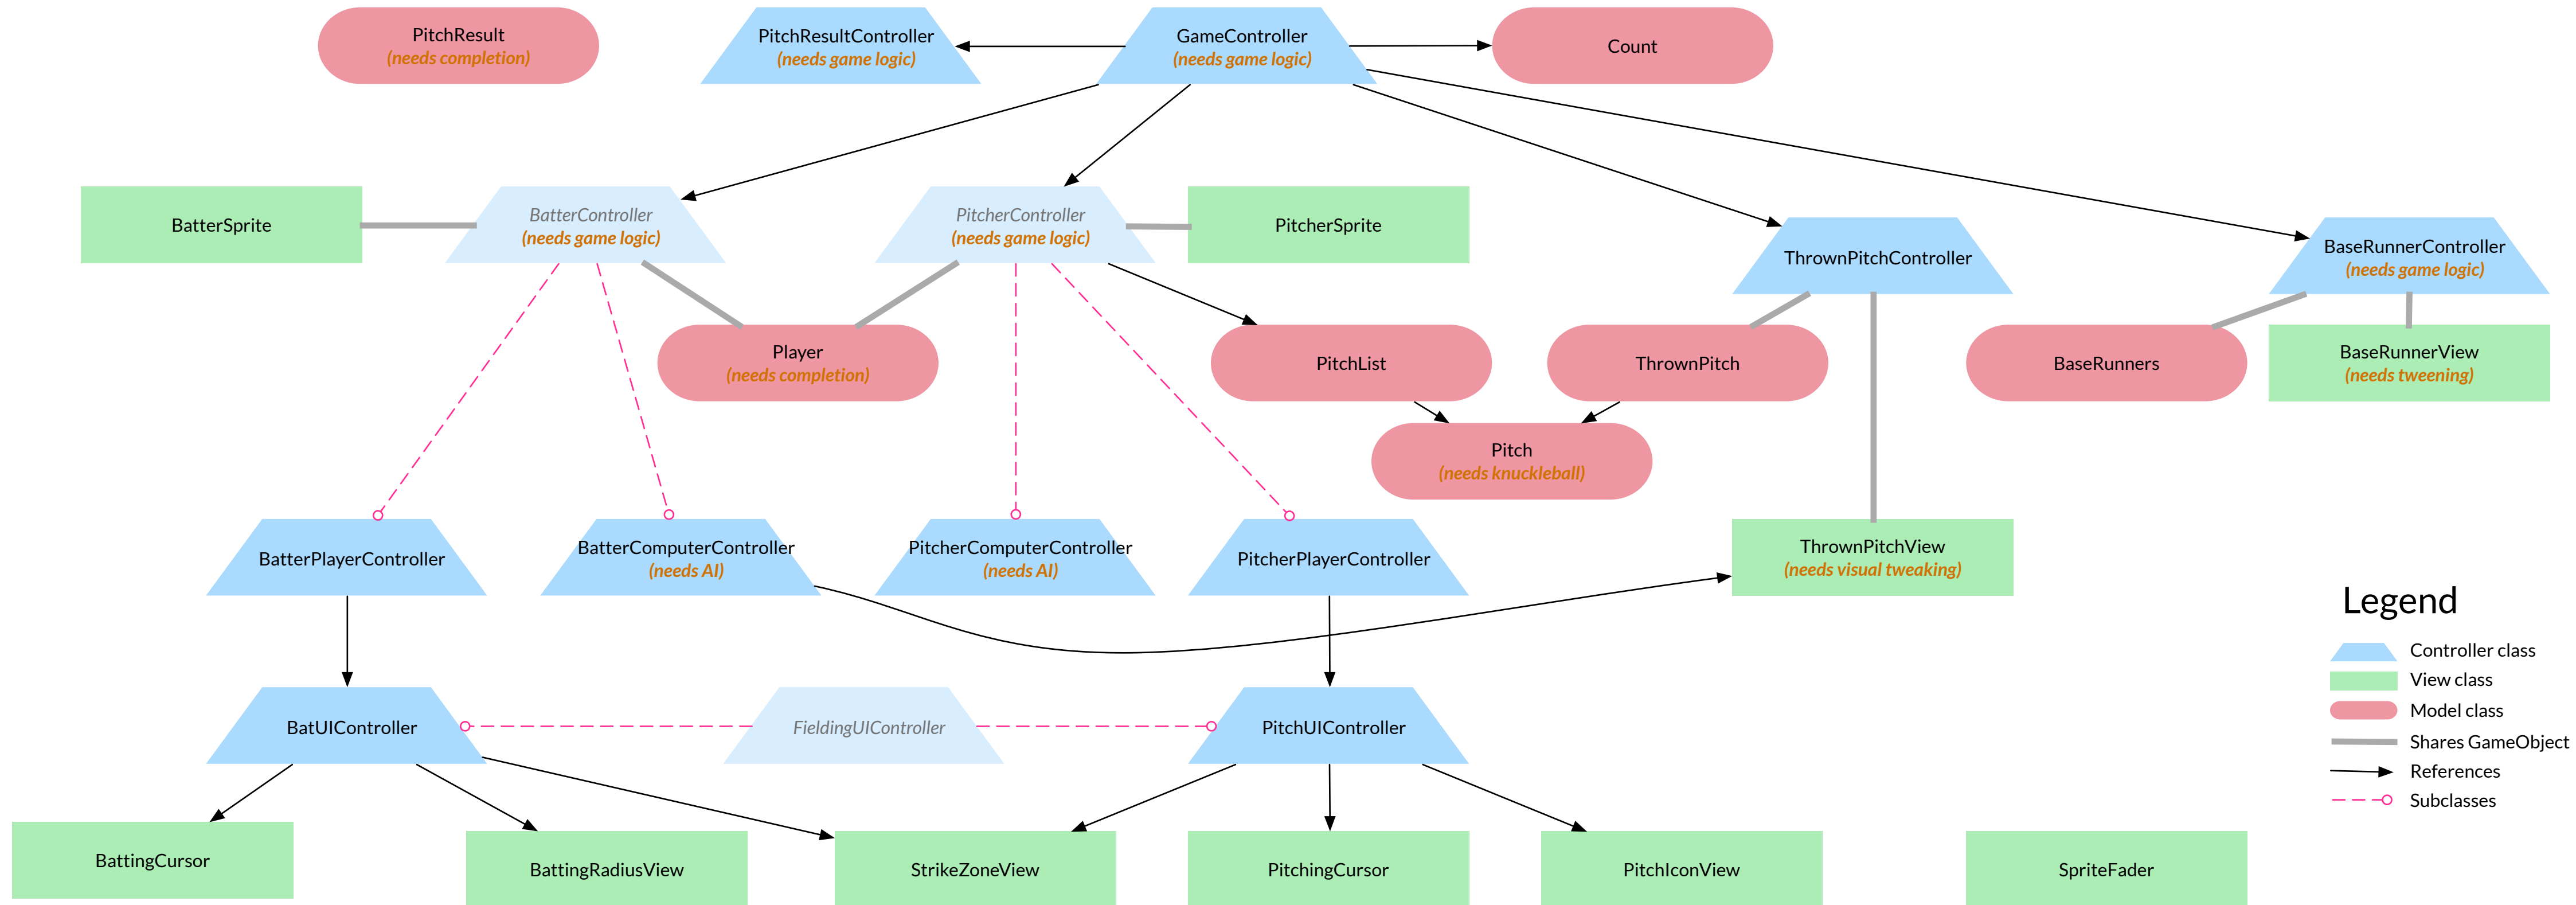 PitchResult
(needs completion)
PitchResultController
(needs game logic)
GameController
(needs game logic)
Count
BatterSprite
BatterController
(needs game logic)
PitcherController
(needs game logic)
PitcherSprite
ThrownPitchController
BaseRunnerController
(needs game logic)
Player
(needs completion)
PitchList
ThrownPitch
BaseRunners
BaseRunnerView
(needs tweening)
Pitch
(needs knuckleball)
BatterPlayerController
BatterComputerController
(needs AI)
PitcherComputerController
(needs AI)
PitcherPlayerController
ThrownPitchView
(needs visual tweaking)
BatUIController
FieldingUIController
PitchUIController
BattingCursor
BattingRadiusView
StrikeZoneView
PitchingCursor
PitchIconView
SpriteFader
Legend
Controller class
View class
Model class
Shares GameObject
References
Subclasses